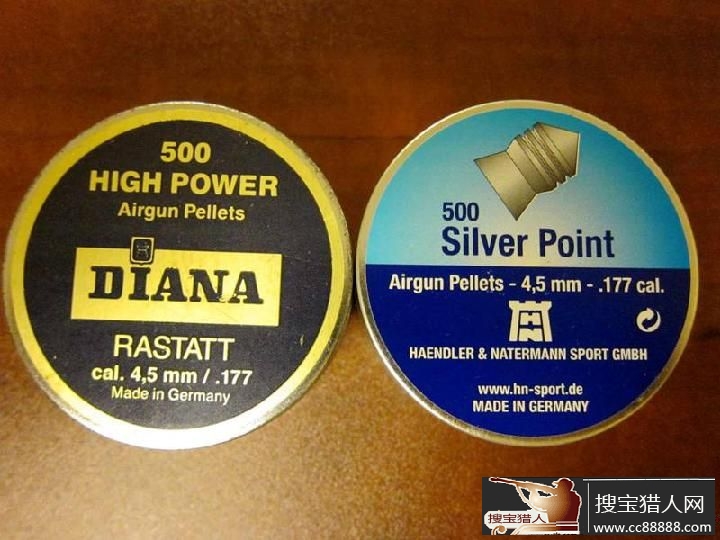 500
HIGH POWER
Airgun Pellets
DIANA
RASTATT
cal. 4,5 mm / .177
Made in Germany
500
Silver Point
Airgun Pellets - 4,5 mm - .177 cal.
HN
HAENDLER & NATERMANN SPORT GMBH
www.hn-sport.de
MADE IN GERMANY
搜宝猎人
搜宝猎人网
www.cc88888.com